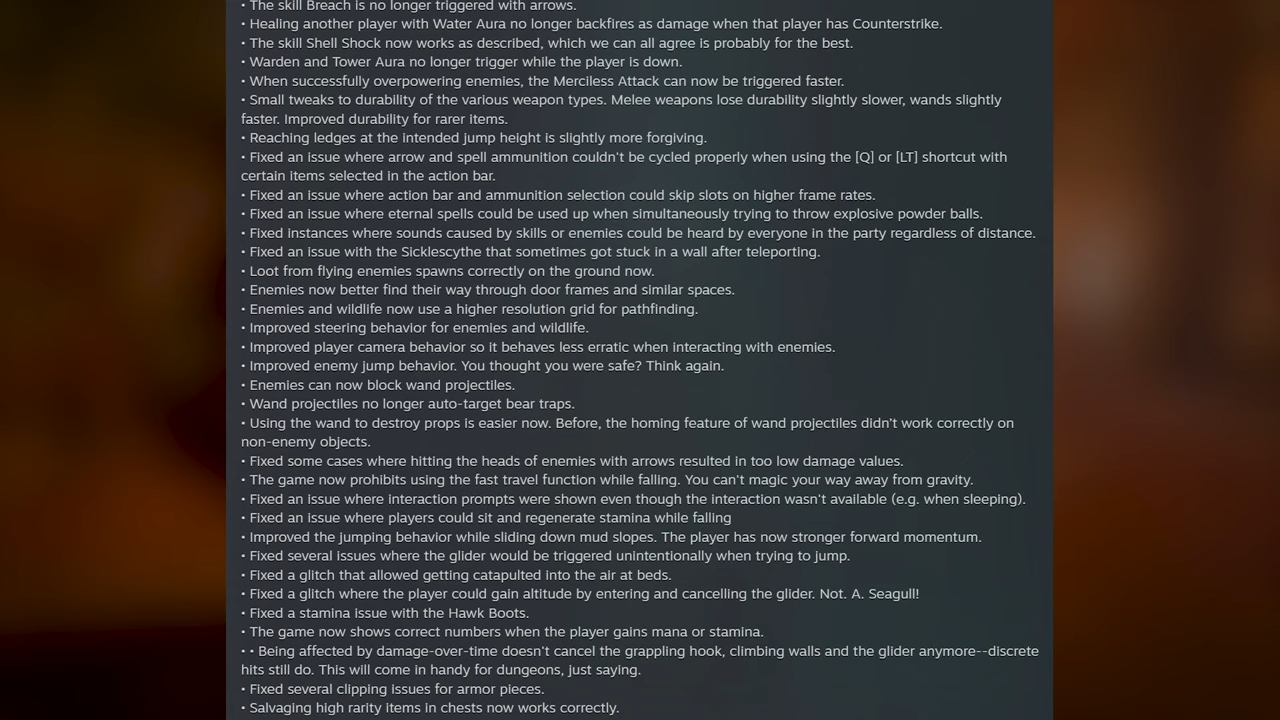 • The skill Breach is no longer triggered with arrows.
• Healing another player with Water Aura no longer backfires as damage when that player has Counterstrike.
• The skill Shell Shock now works as described, which we can all agree is probably for the best.
• Warden and Tower Aura no longer trigger while the player is down.
• When successfully overpowering enemies, the Merciless Attack can now be triggered faster.
• Small tweaks to durability of the various weapon types. Melee weapons lose durability slightly slower, wands slightly
faster. Improved durability for rarer items.
• Reaching ledges at the intended jump height is slightly more forgiving.
• Fixed an issue where arrow and spell ammunition couldn't be cycled properly when using the [Q] or [LT] shortcut with
certain items selected in the action bar.
• Fixed an issue where action bar and ammunition selection could skip slots on higher frame rates.
• Fixed an issue where eternal spells could be used up when simultaneously trying to throw explosive powder balls.
• Fixed instances where sounds caused by skills or enemies could be heard by everyone in the party regardless of distance.
• Fixed an issue with the Sicklescythe that sometimes got stuck in a wall after teleporting.
• Loot from flying enemies spawns correctly on the ground now.
• Enemies now better find their way through door frames and similar spaces.
• Enemies and wildlife now use a higher resolution grid for pathfinding.
• Improved steering behavior for enemies and wildlife.
• Improved player camera behavior so it behaves less erratic when interacting with enemies.
• Improved enemy jump behavior. You thought you were safe? Think again.
• Enemies can now block wand projectiles.
• Wand projectiles no longer auto-target bear traps.
• Using the wand to destroy props is easier now. Before, the homing feature of wand projectiles didn't work correctly on
non-enemy objects.
• Fixed some cases where hitting the heads of enemies with arrows resulted in too low damage values.
• The game now prohibits using the fast travel function while falling. You can't magic your way away from gravity.
• Fixed an issue where interaction prompts were shown even though the interaction wasn't available (e.g. when sleeping).
• Fixed an issue where players could sit and regenerate stamina while falling
• Improved the jumping behavior while sliding down mud slopes. The player has now stronger forward momentum.
• Fixed several issues where the glider would be triggered unintentionally when trying to jump.
• Fixed a glitch that allowed getting catapulted into the air at beds.
• Fixed a glitch where the player could gain altitude by entering and cancelling the glider. Not. A. Seagull!
• Fixed a stamina issue with the Hawk Boots.
• The game now shows correct numbers when the player gains mana or stamina.
• • Being affected by damage-over-time doesn't cancel the grappling hook, climbing walls and the glider anymore--discrete
hits still do. This will come in handy for dungeons, just saying.
• Fixed several clipping issues for armor pieces.
• Salvaging high rarity items in chests now works correctly.